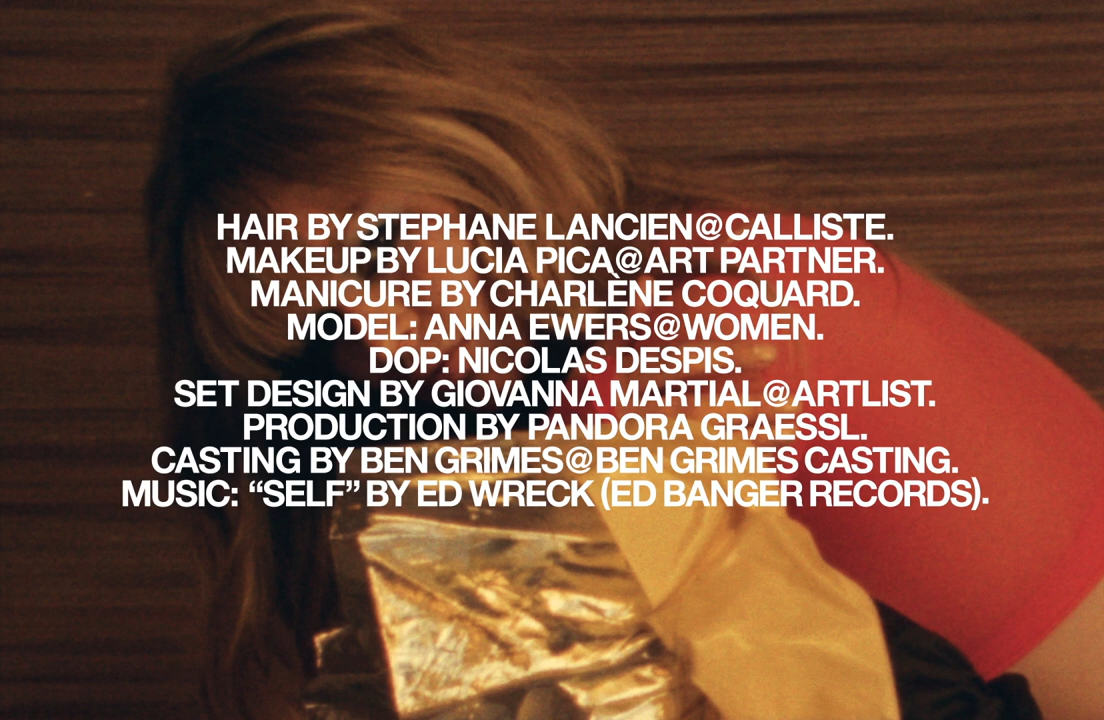 HAIR BY STEPHANE LANCIEN@CALLISTE.
MAKEUP BY LUCIA PICA@ART PARTNER.
MANICURE BY CHARLÈNE COQUARD.
MODEL: ANNA EWERS@WOMEN.
DOP: NICOLAS DESPIS.
SET DESIGN BY GIOVANNA MARTIAL@ARTLIST.
PRODUCTION BY PANDORA GRAESSL.
CASTING BY BEN GRIMES@BEN GRIMES CASTING.
MUSIC: “SELF” BY ED WRECK (ED BANGER RECORDS).